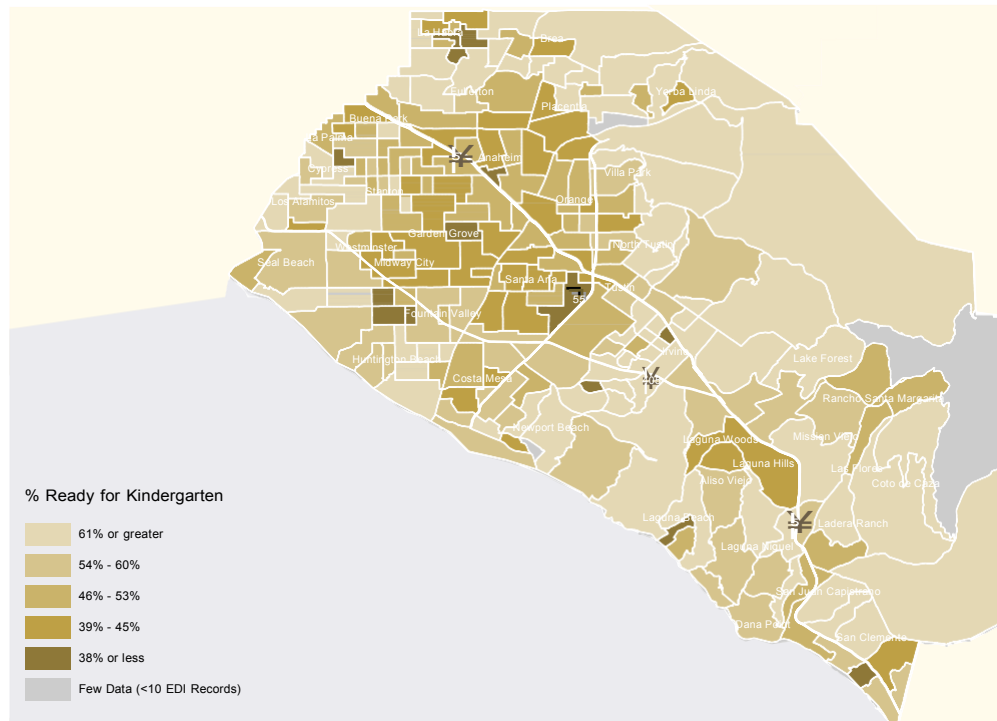 La Habra
Brea
Fullerton
Yorba Linda
Placentia
Buena Park
La Palma
Anaheim
Cypress
Villa Park
Stanton
Los Alamitos
Orange
Garden Grove
Westminster
North Tustin
Seal Beach
Midway City
Santa Ana
Tustin
55
Fountain Valley
Huntington Beach
Irvine
Lake Forest
Costa Mesa
Rancho Santa Margarita
Newport Beach
Laguna Woods
Mission Viejo
Laguna Hills
Las Flores
Aliso Viejo
Coto de Caza
Laguna Beach
Ladera Ranch
Laguna Niguel
San Juan Capistrano
Dana Point
San Clemente
% Ready for Kindergarten
61% or greater
54% - 60%
46% - 53%
39% - 45%
38% or less
Few Data (<10 EDI Records)